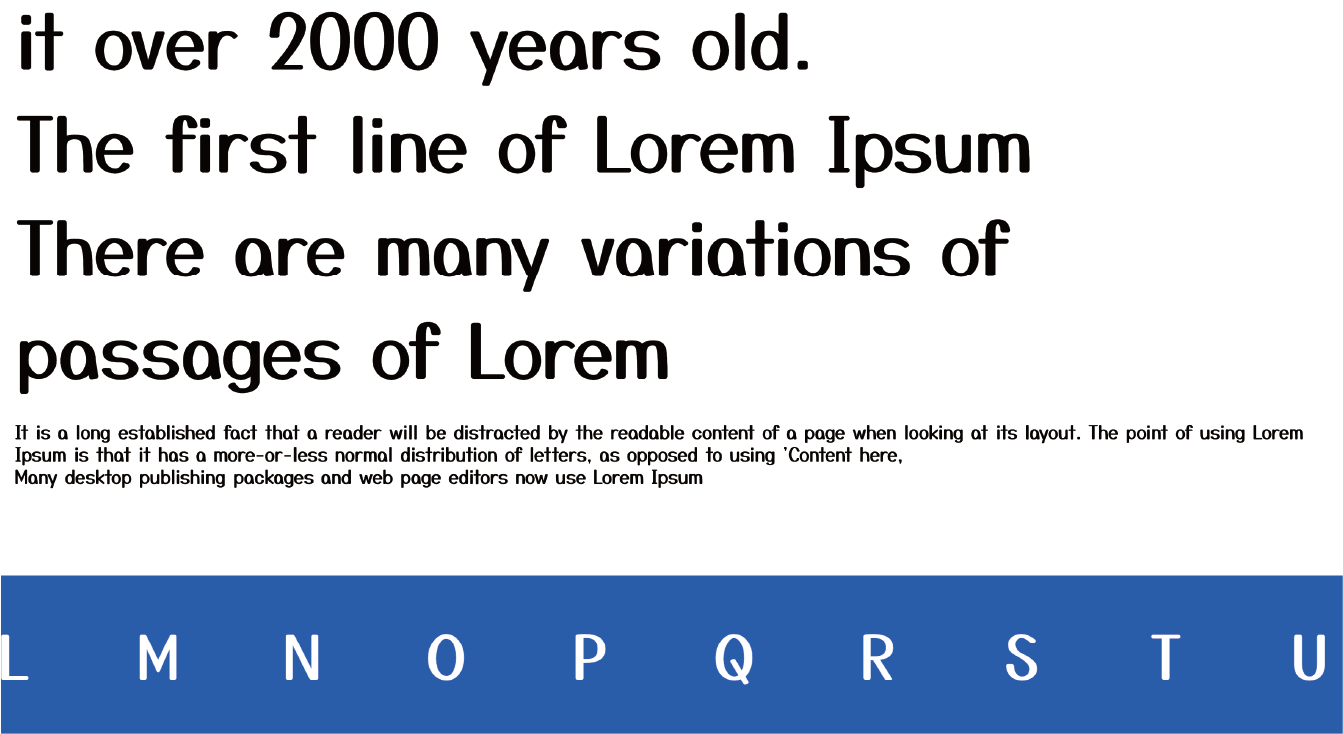 it over 2000 years old.
The first line of Lorem Ipsum
There are many variations of
passages of Lorem
It is a long established fact that a reader will be distracted by the readable content of a page when looking at its layout. The point of using Lorem
Ipsum is that it has a more-or-less normal distribution of letters, as opposed to using 'Content here,
Many desktop publishing packages and web page editors now use Lorem Ipsum
L M N O P Q R S T U